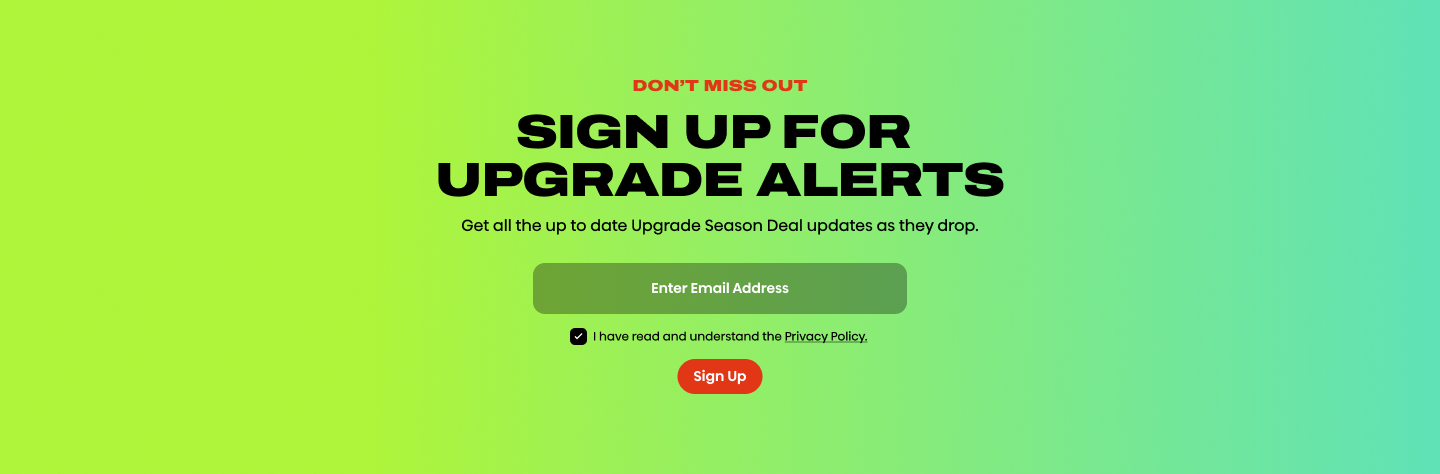 DON'T MISS OUT
SIGN UP FOR
UPGRADE ALERTS
Get all the up to date Upgrade Season Deal updates as they drop.
Enter Email Address
I have read and understand the Privacy Policy.
Sign Up